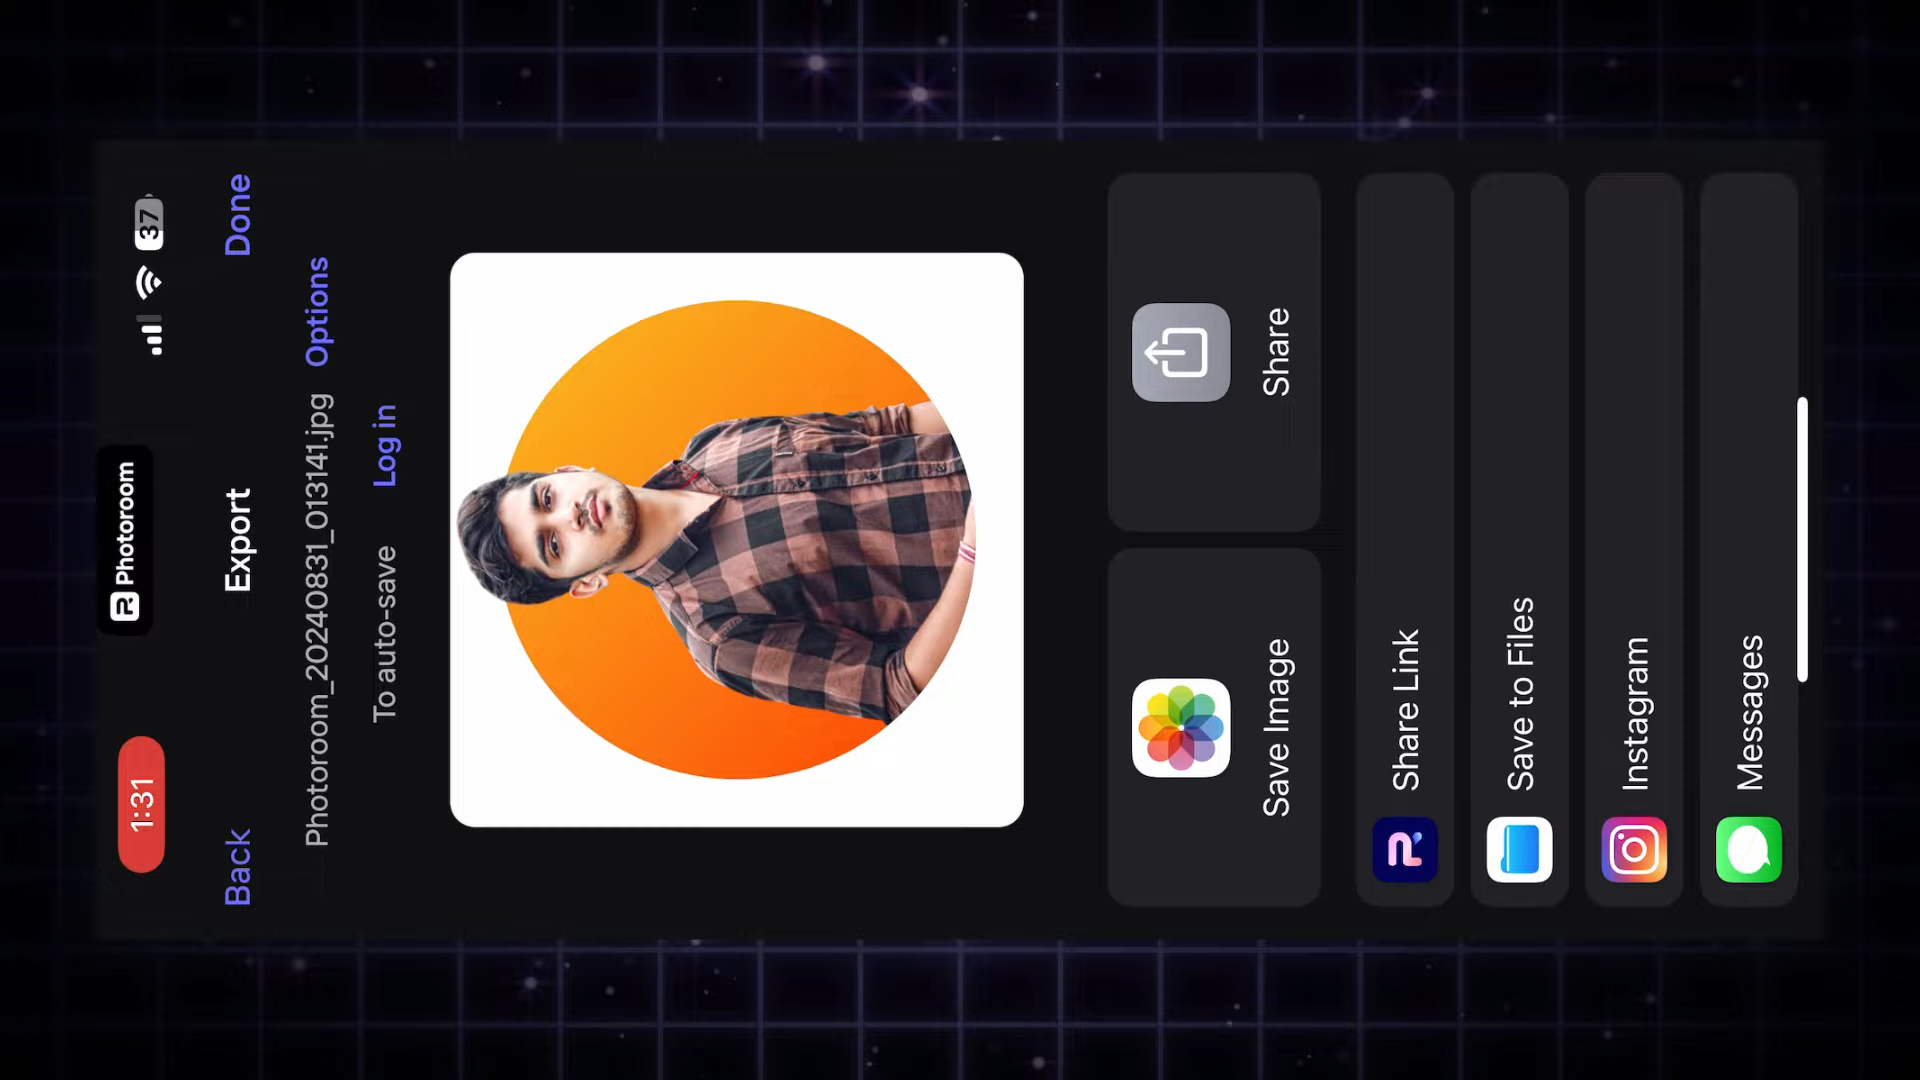 1:31
Photoroom
37
Back
Export
Done
Photoroom_20240831_013141.jpg
Options
To auto-save
Log in
Save Image
Share
Share Link
Save to Files
Instagram
Messages